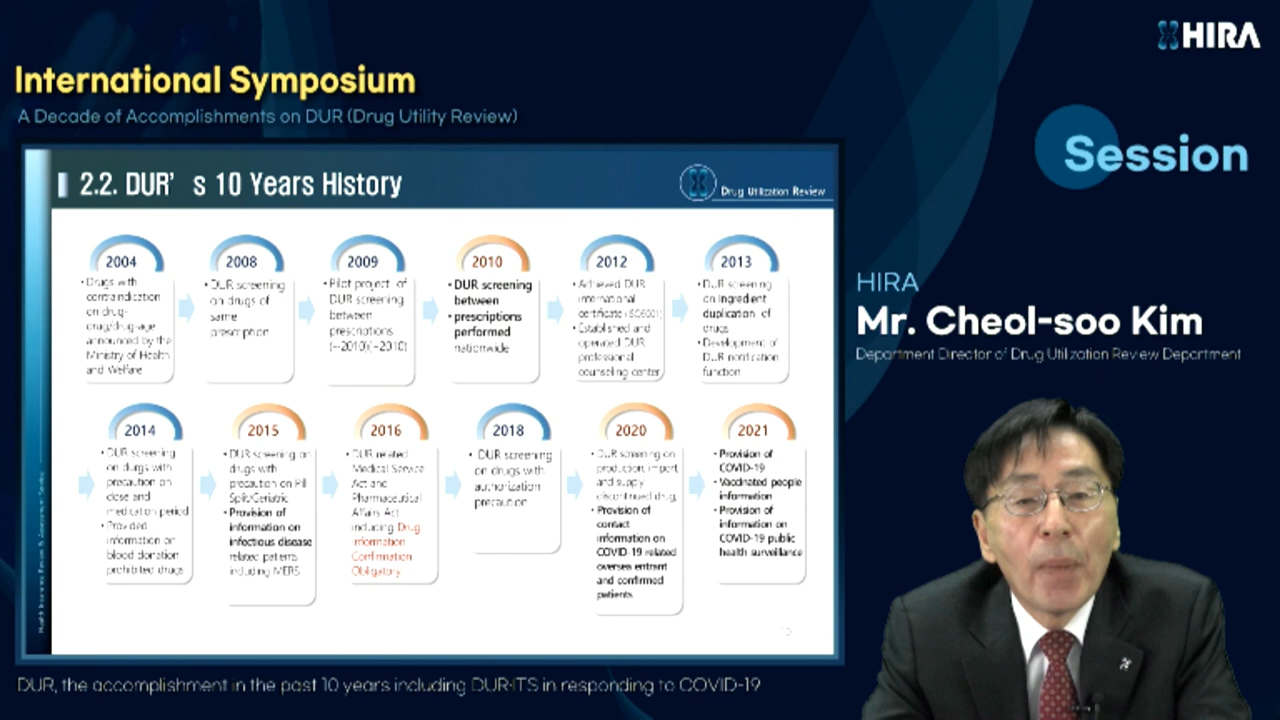 HIRA
International Symposium
A Decade of Accomplishments on DUR (Drug Utility Review)
Session
2.2. DUR' s 10 Years History
Drug Utilization Review
2004
• Drugs with
contraindication
on drug-
drug/drug-age
announced by the
Ministry of Health
and Welfare
2008
• DUR screening
on drugs of
same
prescription
2009
• Pilot project of
DUR screening
between
prescriptions
2010
• DUR screening
between
• prescriptions
performed
nationwide
2012
• Achieved DUR
international
certificate
• Established and
operated DUR
professional
counseling center
2013
• DUR screening
on ingredient
duplication of
drugs
• Development of
DUR notification
function
2014
• DUR screening
on durgs with
precaution on
dose and
medication period
• Provided
information on
blood donation
prohibited drugs
2015
• DUR screening on
drugs with
precaution on Pill
Split/Geriatric
• Provision of
information on
infectious disease
related patients
including MERS
2016
• DUR related
Medical Service
Act and
Pharmaceutical
Affairs Act
including Drug
Information
Confirmation
Obligatory
2018
• DUR screening
on drugs with
authorization
precaution
2020
• DUR screening on
production, import,
and supply
discontinued drug,
• Provision of
contact
information on
COVID-19 related
oversea entrant
and confirmed
patients
2021
• Provision of
COVID-19
• Vaccinated people
information
• Provision of
information on
COVID-19 public
health surveillance
HIRA
Mr. Cheol-soo Kim
Department Director of Drug Utilization Review Department
DUR, the accomplishment in the past 10 years including DUR·ITS in responding to COVID-19